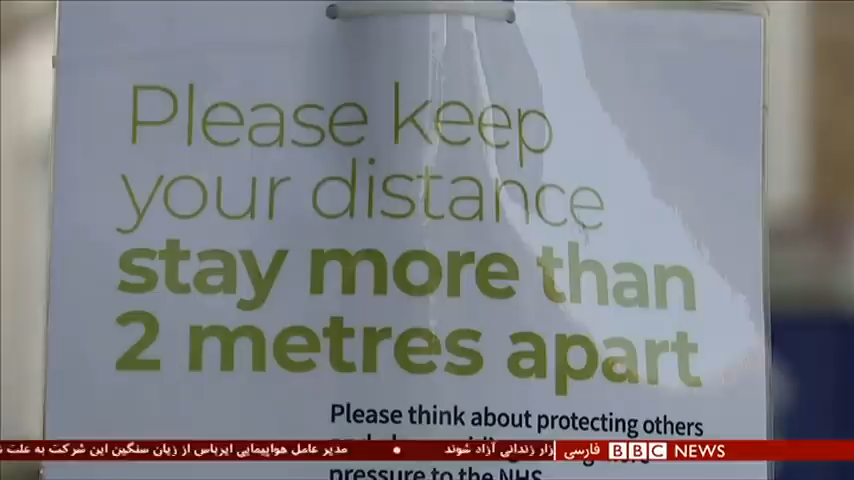 Please keep
your distance
stay more than
2 metres apart
Please think about protecting others
pressure to the NHS
مدیر عامل هواپیمایی ایرباس از زیان سنگین این شرکت به علت • زار زندانی آزاد شوند
فارسی BBC NEWS